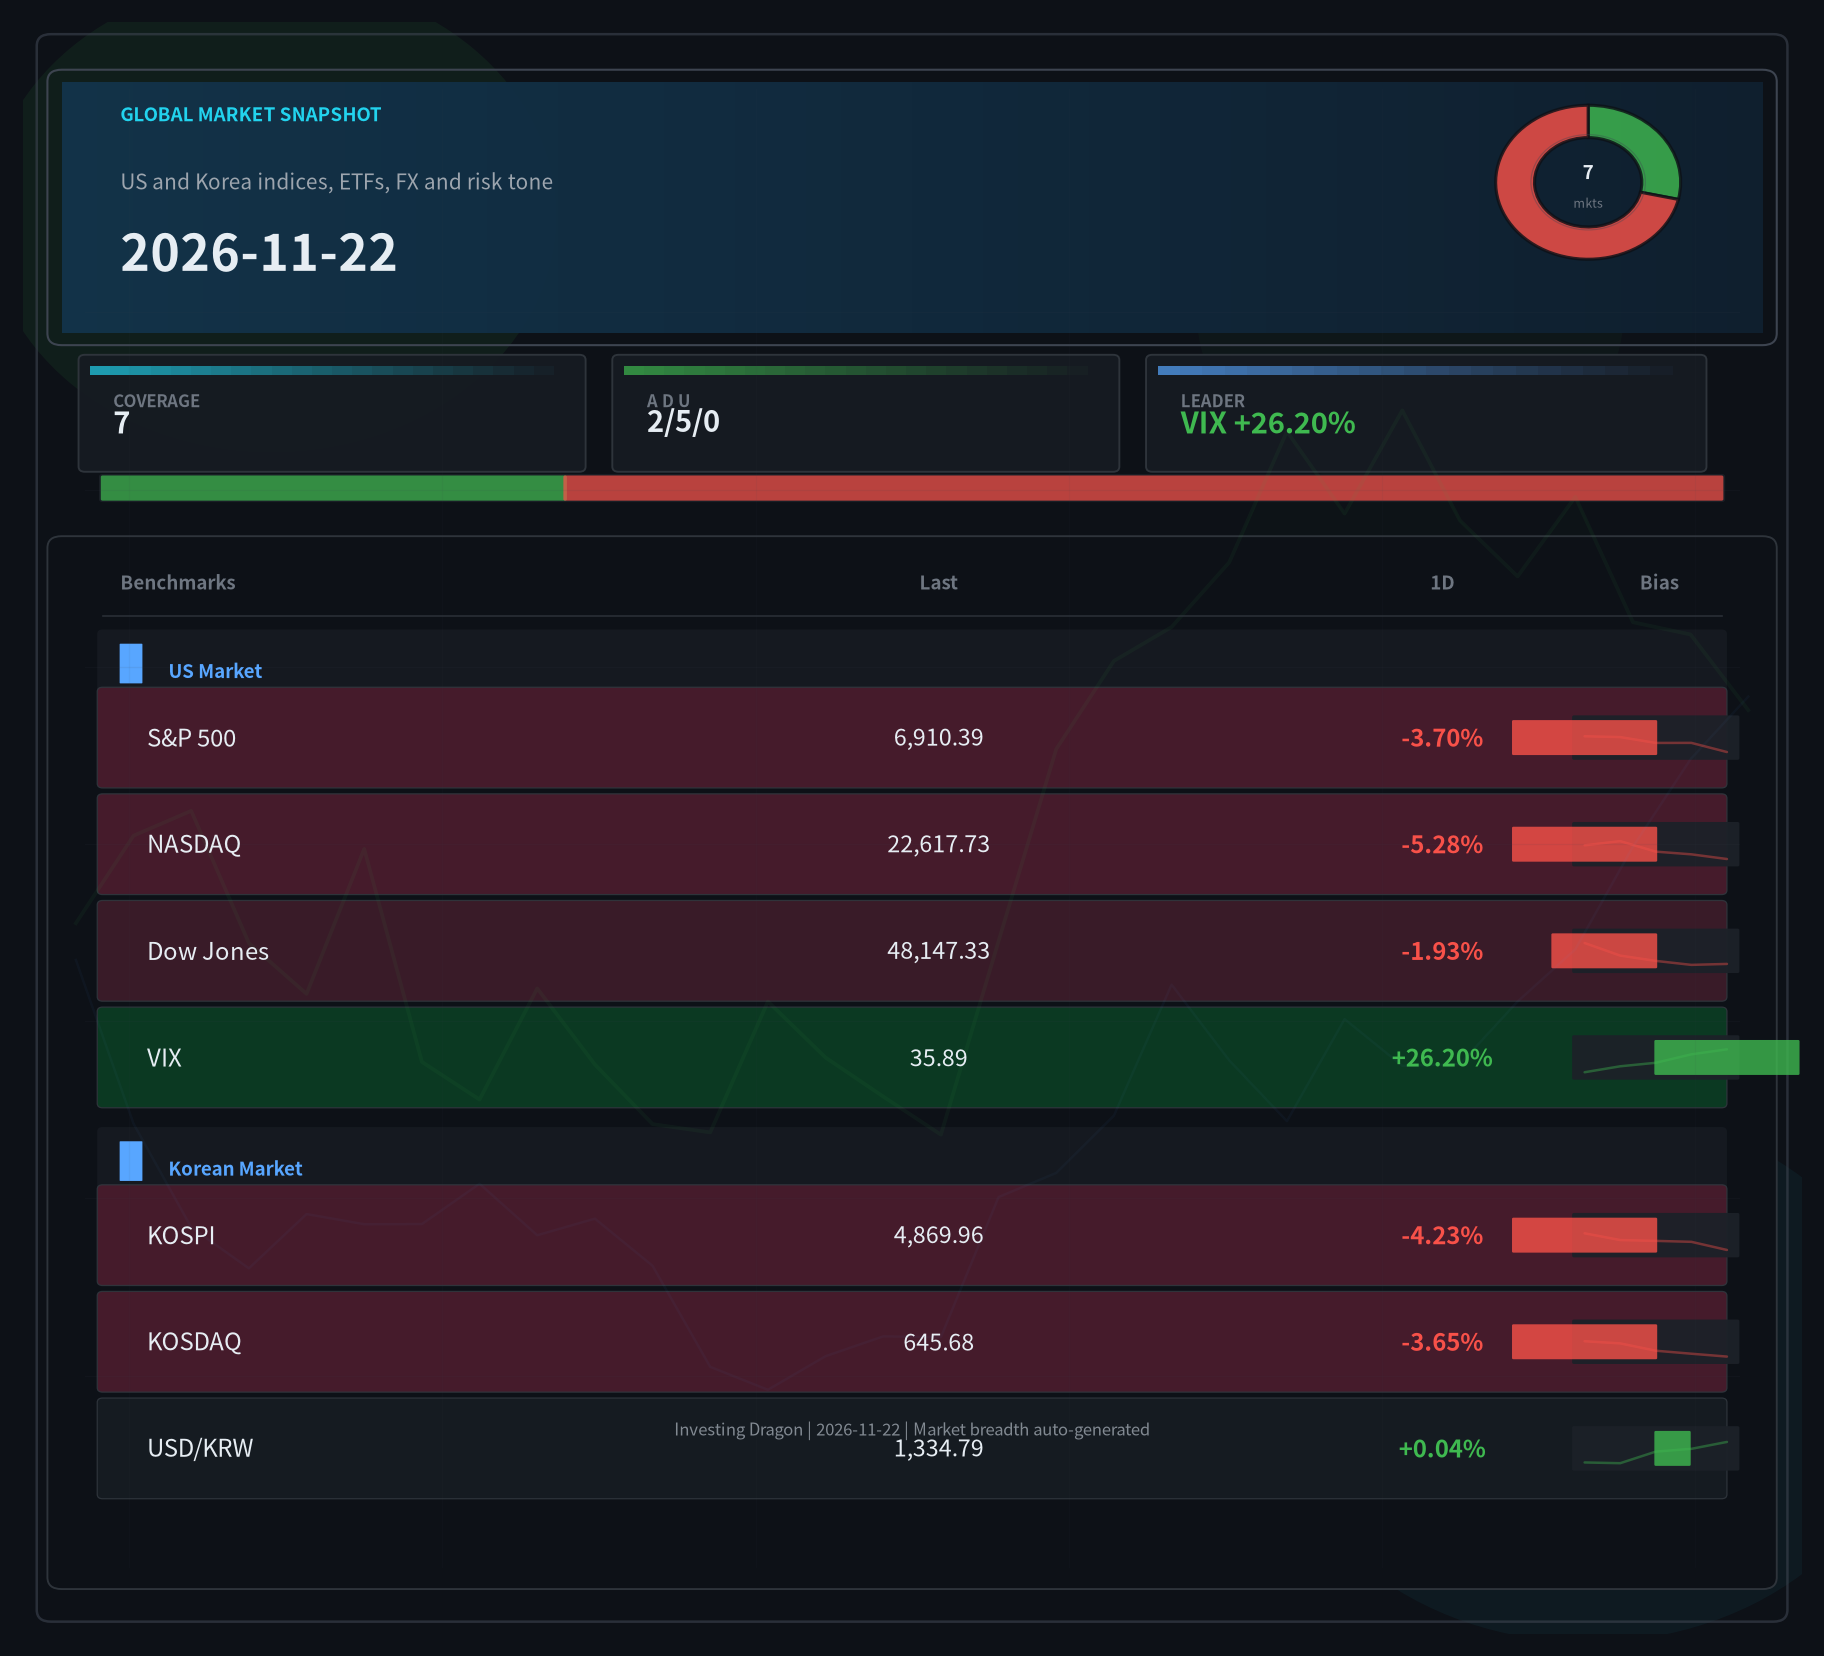 GLOBAL MARKET SNAPSHOT
US and Korea indices, ETFs, FX and risk tone
2026-11-22
7
mkts
COVERAGE
7
A D U
2/5/0
LEADER
VIX +26.20%
Benchmarks Last 1D Bias
US Market
S&P 500 6,910.39 -3.70%
NASDAQ 22,617.73 -5.28%
Dow Jones 48,147.33 -1.93%
VIX 35.89 +26.20%
Korean Market
KOSPI 4,869.96 -4.23%
KOSDAQ 645.68 -3.65%
Investing Dragon | 2026-11-22 | Market breadth auto-generated
USD/KRW 1,334.79 +0.04%